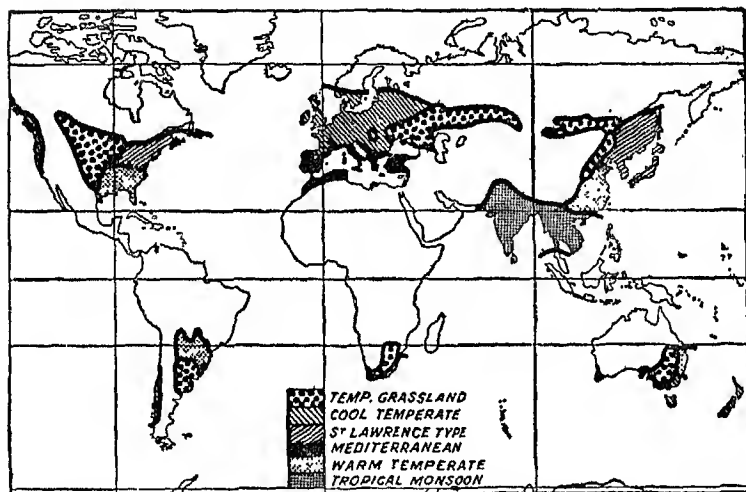 TEMP. GRASSLAND
COOL TEMPERATE
ST LAWRENCE TYPE
MEDITERRANEAN
WARM TEMPERATE
TROPICAL MONSOON